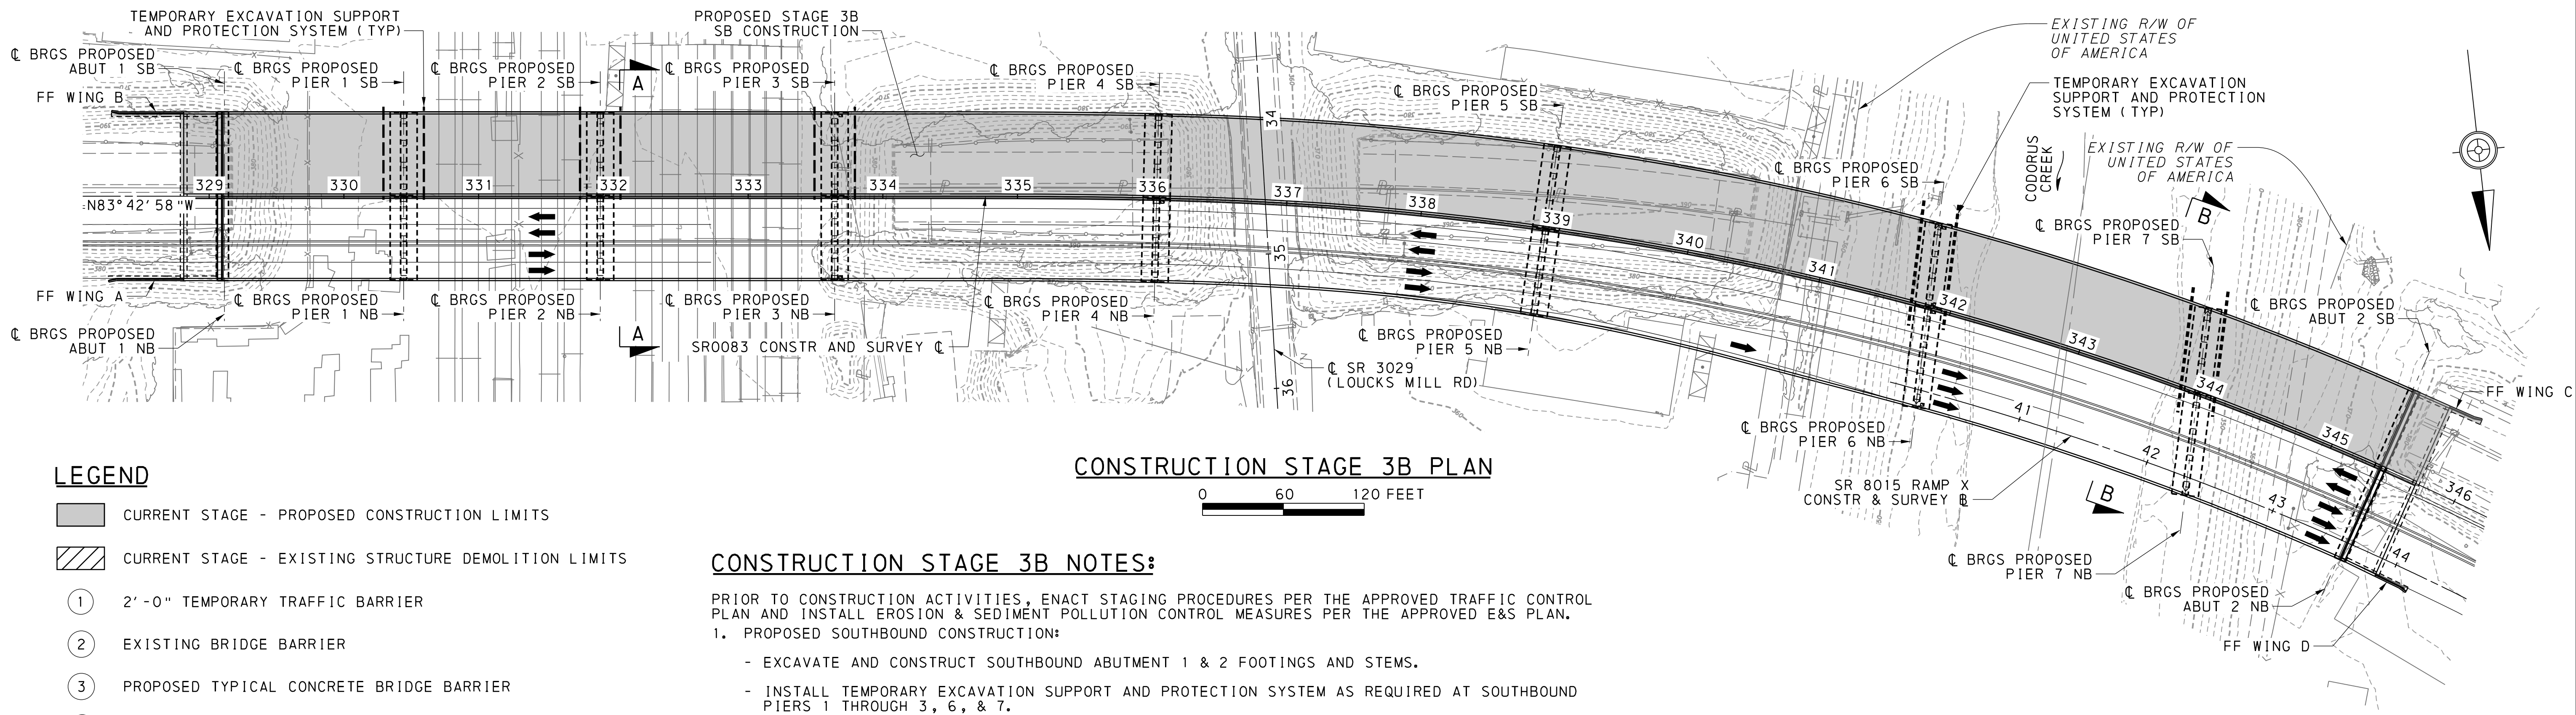 TEMPORARY EXCAVATION SUPPORT
AND PROTECTION SYSTEM (TYP)
PROPOSED STAGE 3B
SB CONSTRUCTION
EXISTING R/W OF
UNITED STATES
OF AMERICA
℄ BRGS PROPOSED
ABUT 1 SB
℄ BRGS PROPOSED
PIER 1 SB
℄ BRGS PROPOSED
PIER 2 SB
A
℄ BRGS PROPOSED
PIER 3 SB
℄ BRGS PROPOSED
PIER 4 SB
℄ BRGS PROPOSED
PIER 5 SB
TEMPORARY EXCAVATION
SUPPORT AND PROTECTION
SYSTEM (TYP)
FF WING B
CODORUS
CREEK
EXISTING R/W OF
UNITED STATES
OF AMERICA
℄ BRGS PROPOSED
PIER 6 SB
B
℄ BRGS PROPOSED
PIER 7 SB
℄ BRGS PROPOSED
ABUT 2 SB
FF WING C
329
330
331
332
333
334
335
336
337
338
339
340
341
342
343
344
345
346
34
35
36
41
42
43
44
N83°42'58"W
FF WING A
℄ BRGS PROPOSED
ABUT 1 NB
℄ BRGS PROPOSED
PIER 1 NB
℄ BRGS PROPOSED
PIER 2 NB
A
℄ BRGS PROPOSED
PIER 3 NB
SR0083 CONSTR AND SURVEY ℄
℄ BRGS PROPOSED
PIER 4 NB
℄ BRGS PROPOSED
PIER 5 NB
℄ SR 3029
(LOUCKS MILL RD)
℄ BRGS PROPOSED
PIER 6 NB
SR 8015 RAMP X
CONSTR & SURVEY ℄
B
℄ BRGS PROPOSED
PIER 7 NB
℄ BRGS PROPOSED
ABUT 2 NB
FF WING D
CONSTRUCTION STAGE 3B PLAN
0 60 120 FEET
LEGEND
CURRENT STAGE - PROPOSED CONSTRUCTION LIMITS
CURRENT STAGE - EXISTING STRUCTURE DEMOLITION LIMITS
1 2'-0" TEMPORARY TRAFFIC BARRIER
2 EXISTING BRIDGE BARRIER
3 PROPOSED TYPICAL CONCRETE BRIDGE BARRIER
CONSTRUCTION STAGE 3B NOTES:
PRIOR TO CONSTRUCTION ACTIVITIES, ENACT STAGING PROCEDURES PER THE APPROVED TRAFFIC CONTROL
PLAN AND INSTALL EROSION & SEDIMENT POLLUTION CONTROL MEASURES PER THE APPROVED E&S PLAN.
1. PROPOSED SOUTHBOUND CONSTRUCTION:
- EXCAVATE AND CONSTRUCT SOUTHBOUND ABUTMENT 1 & 2 FOOTINGS AND STEMS.
- INSTALL TEMPORARY EXCAVATION SUPPORT AND PROTECTION SYSTEM AS REQUIRED AT SOUTHBOUND
PIERS 1 THROUGH 3, 6, & 7.